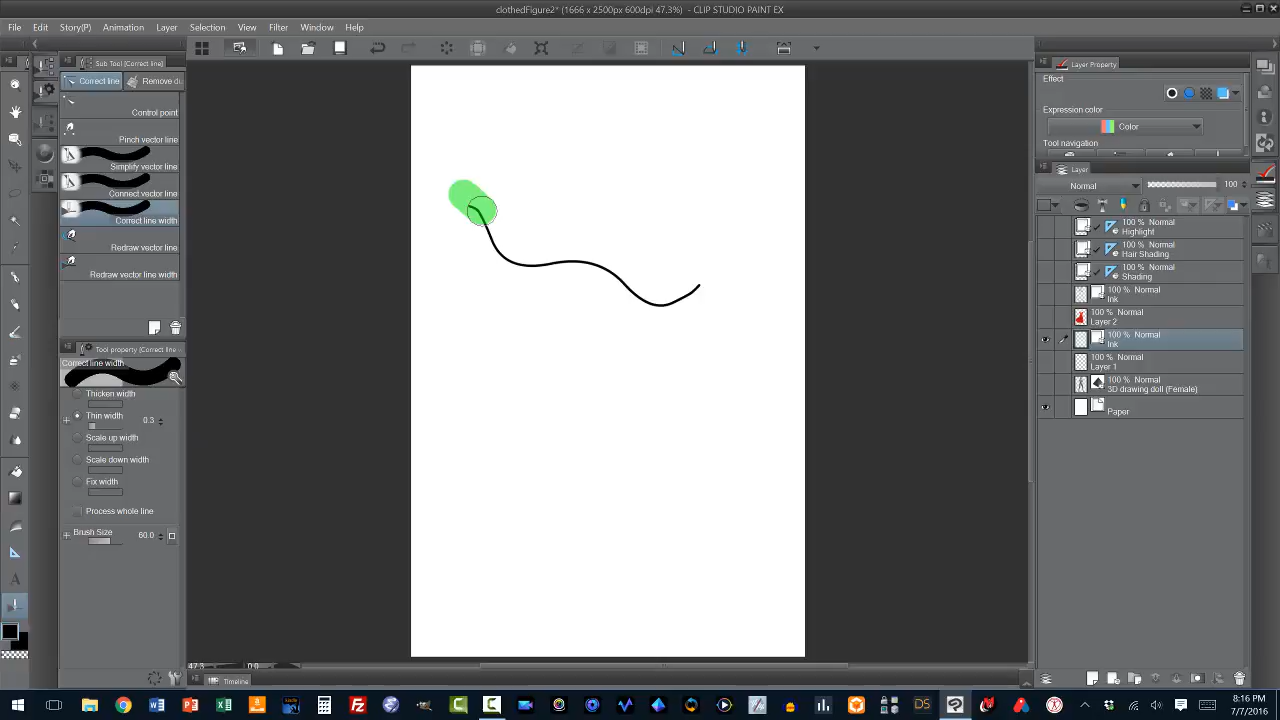 clothedFigure2* (1666 x 2500px 600dpi 47.3%) - CLIP STUDIO PAINT EX
File Edit Story(P) Animation Layer Selection View Filter Window Help
Sub Tool (Correct line)
Correct line Remove du
Control point
Pinch vector line
Simplify vector line
Connect vector line
Correct line width
Redraw vector line
Redraw vector line width
Tool property (Correct line
Correct line width
Thicken width
Thin width 0.3
Scale up width
Scale down width
Fix width
Process whole line
Brush Size 60.0
Layer Property
Effect
Expression color
Color
Tool navigation
Layer
Normal 100
100 % Normal
Highlight
100 % Normal
Hair Shading
100 % Normal
Shading
100 % Normal
Ink
100 % Normal
Layer 2
100 % Normal
Ink
100 % Normal
Layer 1
100 % Normal
3D drawing doll (Female)
Paper
47.3 0.0
Timeline
8:16 PM
7/7/2016